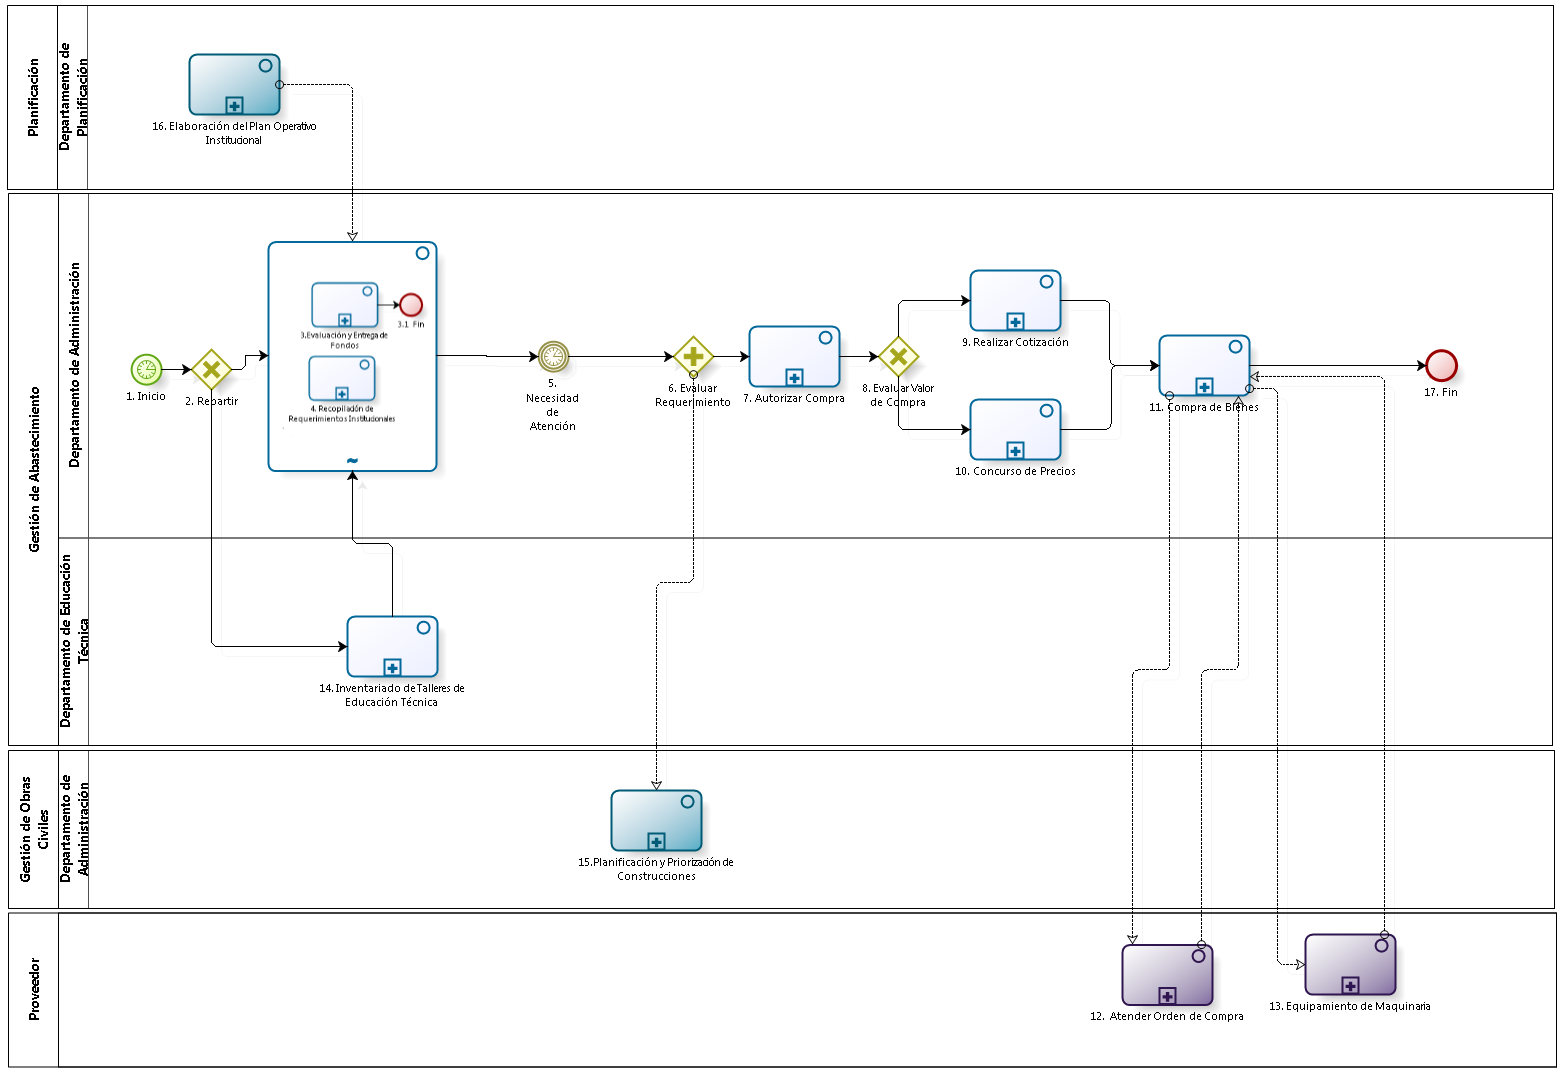 Planificación
Departamento de
Planificación
16. Elaboración del Plan Operativo
Institucional
Gestión de Abastecimiento
Departamento de Administración
1. Inicio
2. Repartir
3.Evaluación y Entrega de
Fondos
3.1 Fin
4. Recopilación de
Requerimientos Institucionales
5.
Necesidad
de
Atención
6. Evaluar
Requerimiento
7. Autorizar Compra
8. Evaluar Valor
de Compra
9. Realizar Cotización
10. Concurso de Precios
11. Compra de Bienes
17. Fin
Departamento de Educación
Técnica
14. Inventariado de Talleres de
Educación Técnica
Gestión de Obras
Civiles
Departamento de
Administración
15.Planificación y Priorización de
Construcciones
Proveedor
12. Atender Orden de Compra
13. Equipamiento de Maquinaria